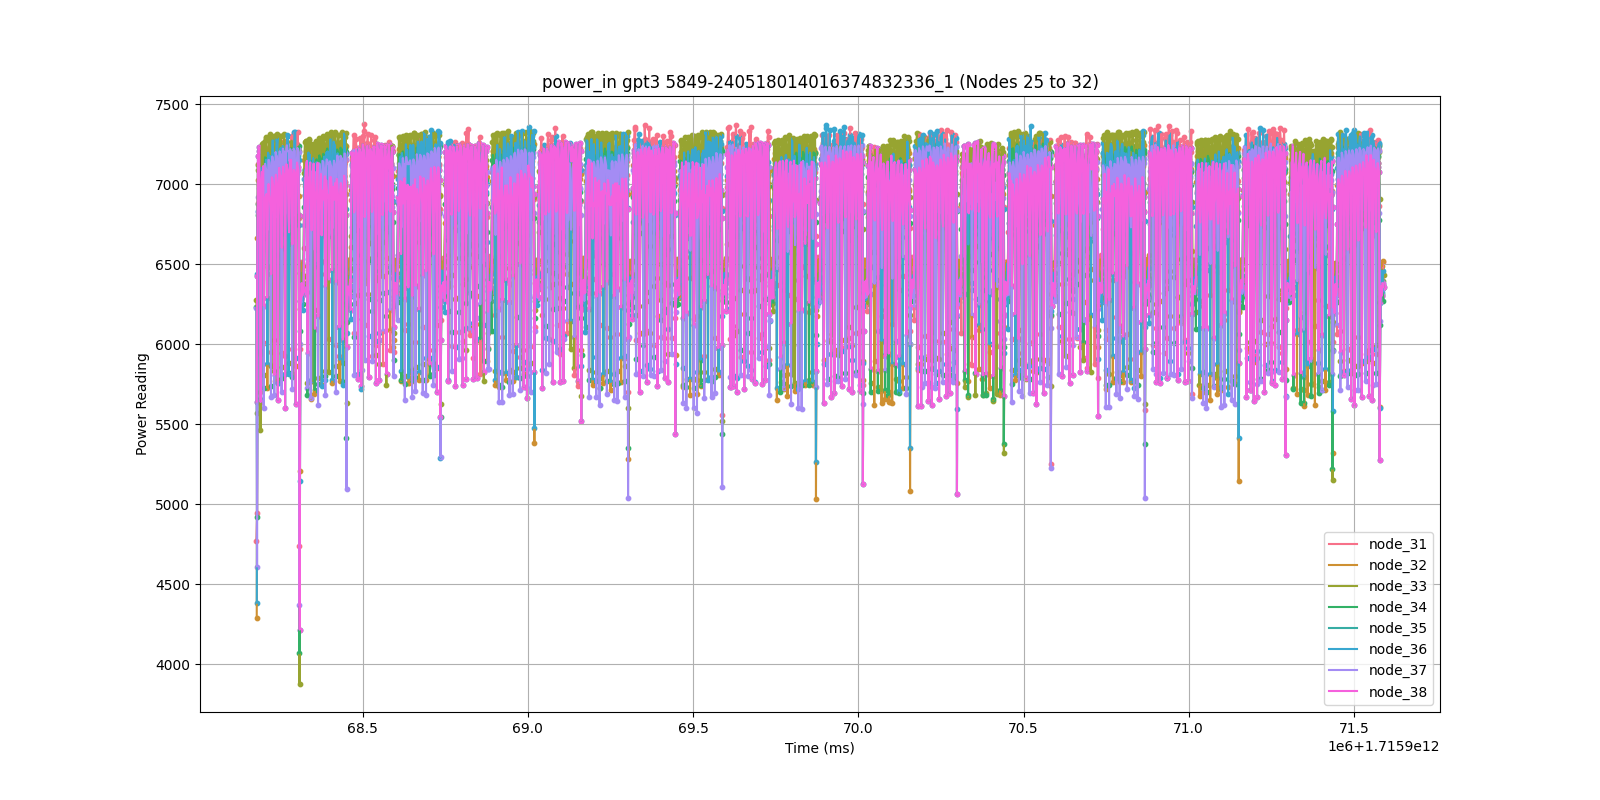 power_in gpt3 5849-240518014016374832336_1 (Nodes 25 to 32)
7500
7000
6500
6000
5500
5000
4500
4000
Power Reading
68.5 69.0 69.5 70.0 70.5 71.0 71.5
Time (ms)
1e6+1.7159e12
node_31
node_32
node_33
node_34
node_35
node_36
node_37
node_38